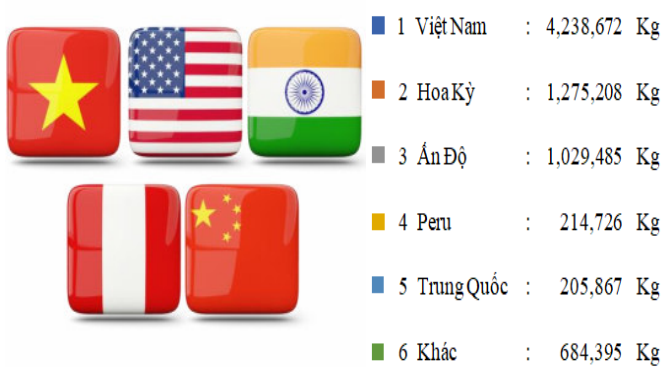 1 Việt Nam : 4,238,672 Kg
2 Hoa Kỳ : 1,275,208 Kg
3 Ấn Độ : 1,029,485 Kg
4 Peru : 214,726 Kg
5 Trung Quốc : 205,867 Kg
6 Khác : 684,395 Kg